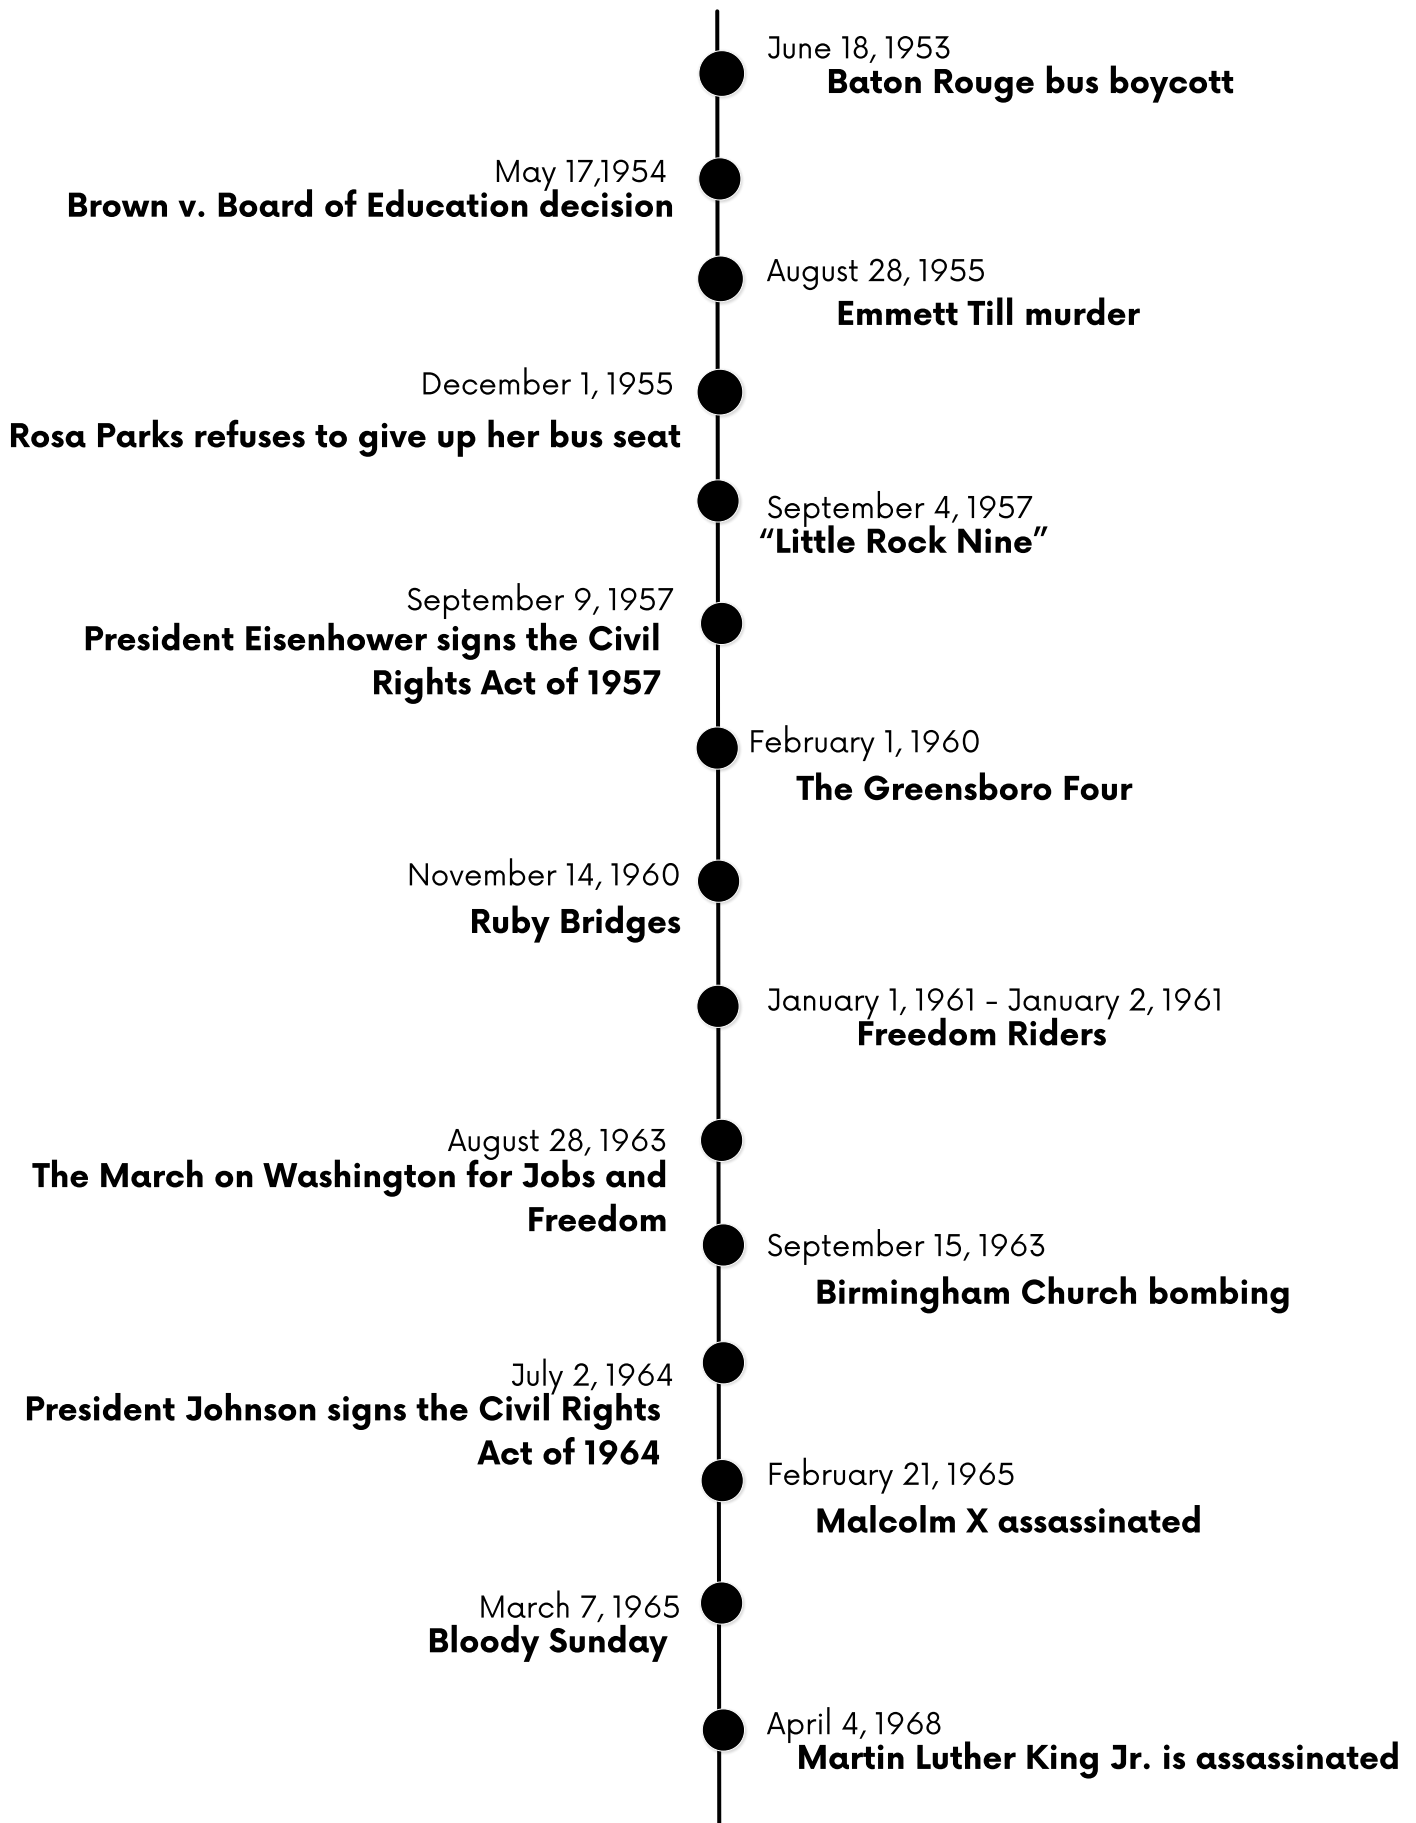 June 18, 1953
Baton Rouge bus boycott
May 17,1954
Brown v. Board of Education decision
August 28, 1955
Emmett Till murder
December 1, 1955
Rosa Parks refuses to give up her bus seat
September 4, 1957
“Little Rock Nine”
September 9, 1957
President Eisenhower signs the Civil
Rights Act of 1957
February 1, 1960
The Greensboro Four
November 14, 1960
Ruby Bridges
January 1, 1961 - January 2, 1961
Freedom Riders
August 28, 1963
The March on Washington for Jobs and
Freedom
September 15, 1963
Birmingham Church bombing
July 2, 1964
President Johnson signs the Civil Rights
Act of 1964
February 21, 1965
Malcolm X assassinated
March 7, 1965
Bloody Sunday
April 4, 1968
Martin Luther King Jr. is assassinated